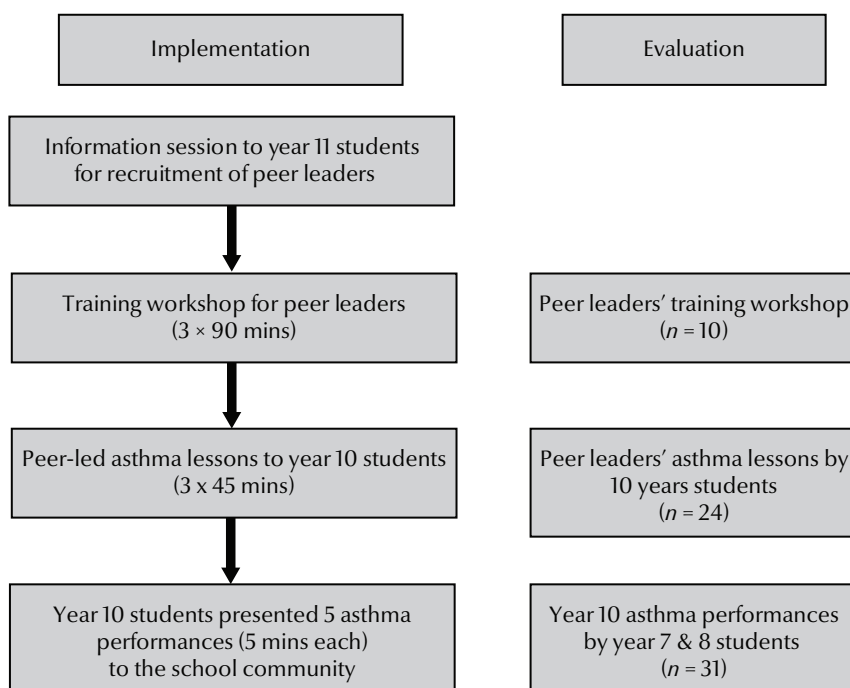 Implementation
Evaluation
Information session to year 11 students
for recruitment of peer leaders
Training workshop for peer leaders
(3 × 90 mins)
Peer leaders’ training workshop
(n = 10)
Peer-led asthma lessons to year 10 students
(3 x 45 mins)
Peer leaders’ asthma lessons by
10 years students
(n = 24)
Year 10 students presented 5 asthma
performances (5 mins each)
to the school community
Year 10 asthma performances
by year 7 & 8 students
(n = 31)